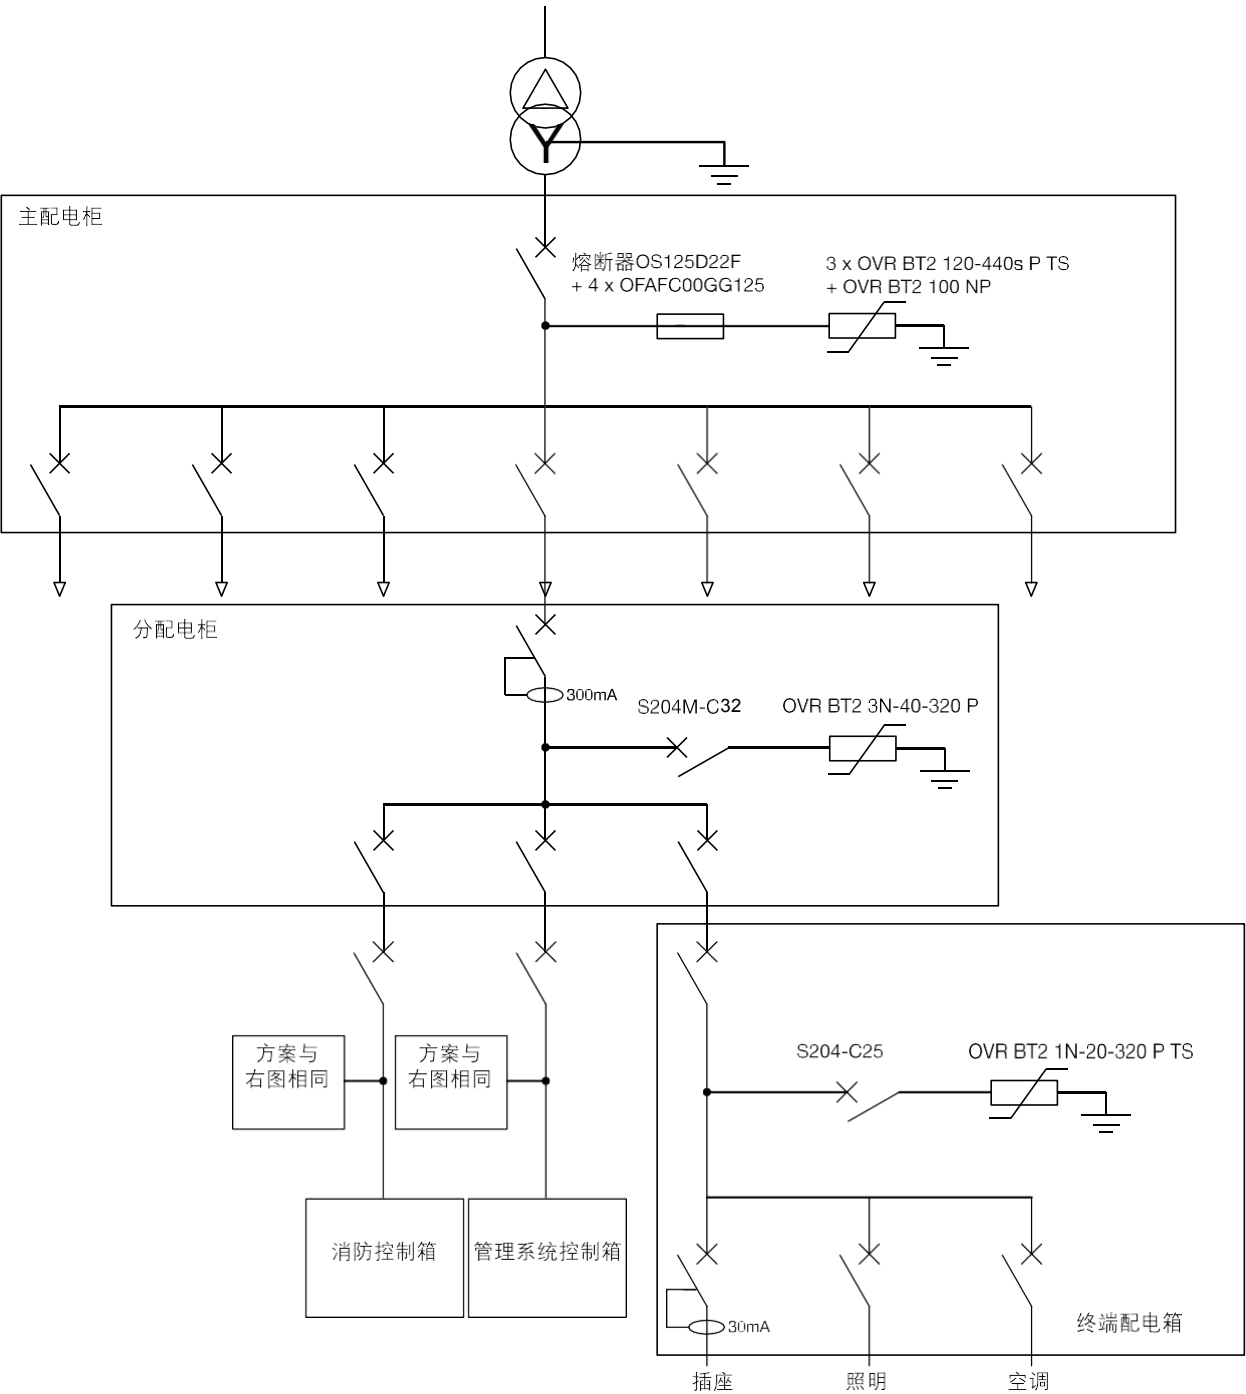 主配电柜
熔断器OS125D22F
+ 4 x OFAFC00GG125
3 x OVR BT2 120-440s P TS
+ OVR BT2 100 NP
分配电柜
300mA
S204M-C32
OVR BT2 3N-40-320 P
方案与
右图相同
方案与
右图相同
S204-C25
OVR BT2 1N-20-320 P TS
消防控制箱
管理系统控制箱
30mA
终端配电箱
插座
照明
空调